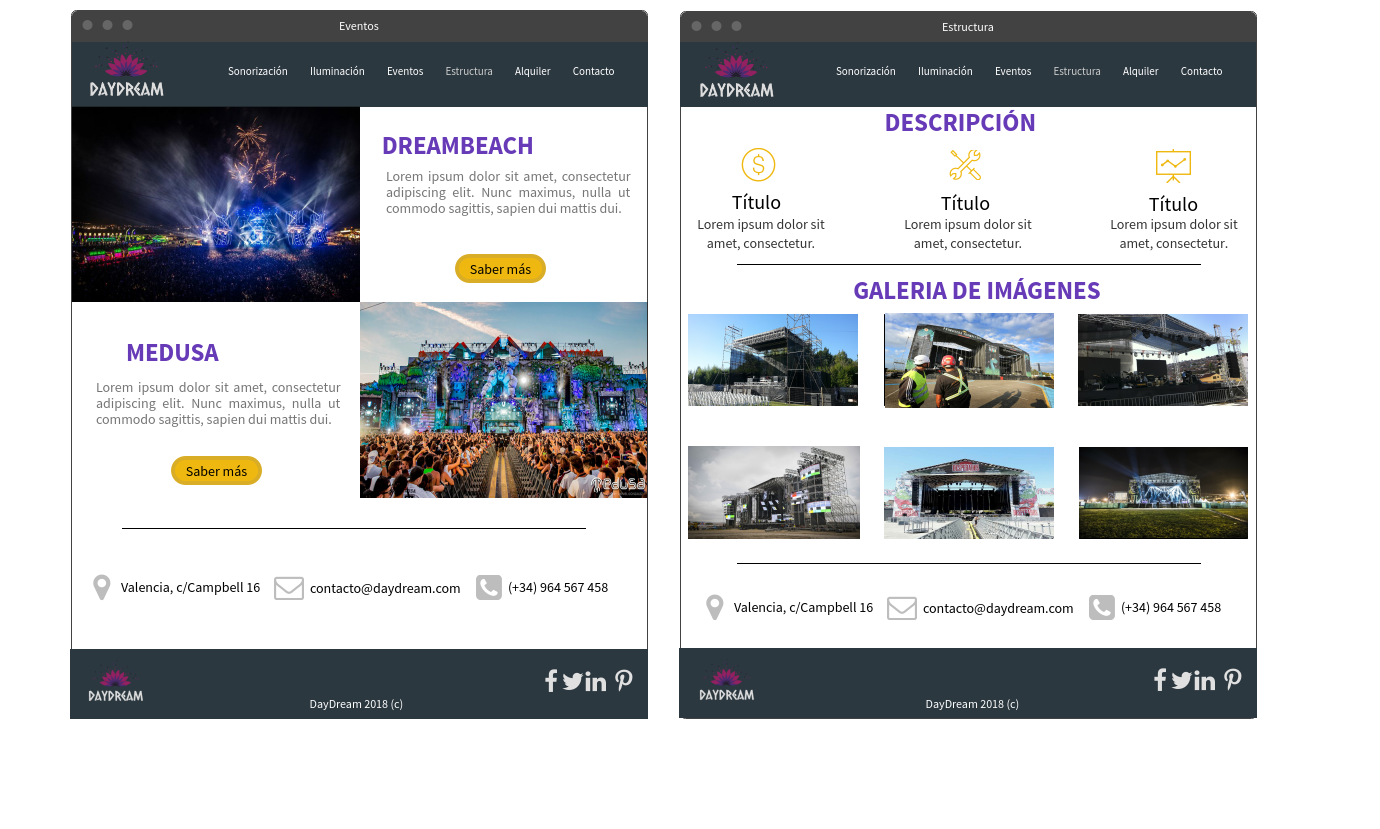 Eventos
DAYDREAM
Sonorización Iluminación Eventos Estructura Alquiler Contacto
DREAMBEACH
Lorem ipsum dolor sit amet, consectetur
adipiscing elit. Nunc maximus, nulla ut
commodo sagittis, sapien dui mattis dui.
Saber más
MEDUSA
Lorem ipsum dolor sit amet, consectetur
adipiscing elit. Nunc maximus, nulla ut
commodo sagittis, sapien dui mattis dui.
Saber más
medusa
Valencia, c/Campbell 16 contacto@daydream.com (+34) 964 567 458
DAYDREAM
DayDream 2018 (c)
Estructura
DAYDREAM
Sonorización Iluminación Eventos Estructura Alquiler Contacto
DESCRIPCIÓN
Título Título Título
Lorem ipsum dolor sit Lorem ipsum dolor sit Lorem ipsum dolor sit
amet, consectetur. amet, consectetur. amet, consectetur.
GALERIA DE IMÁGENES
Valencia, c/Campbell 16 contacto@daydream.com (+34) 964 567 458
DAYDREAM
DayDream 2018 (c)